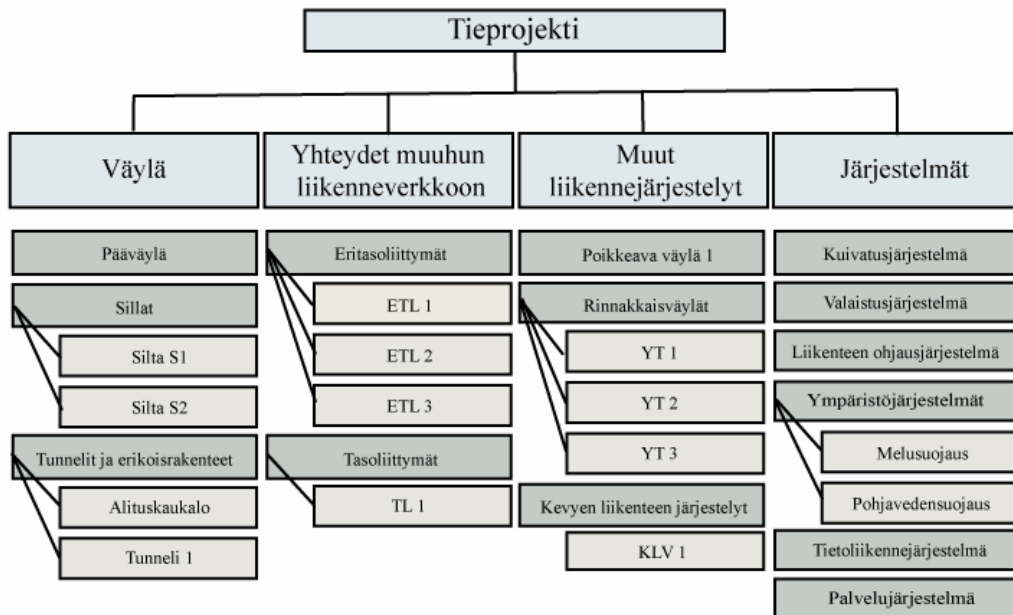 Tieprojekti
Väylä
Pääväylä
Sillat
Silta S1
Silta S2
Tunnelit ja erikoisrakenteet
Alituskaukalo
Tunneli 1
Yhteydet muuhun
liikenneverkkoon
Eritasoliittymät
ETL 1
ETL 2
ETL 3
Tasoliittymät
TL 1
Muut
liikennejärjestelyt
Poikkeava väylä 1
Rinnakkaisväylät
YT 1
YT 2
YT 3
Kevyen liikenteen järjestelyt
KLV 1
Järjestelmät
Kuivatusjärjestelmä
Valaistusjärjestelmä
Liikenteen ohjausjärjestelmä
Ympäristöjärjestelmät
Melusuojaus
Pohjavedensuojaus
Tietoliikennejärjestelmä
Palvelujärjestelmä